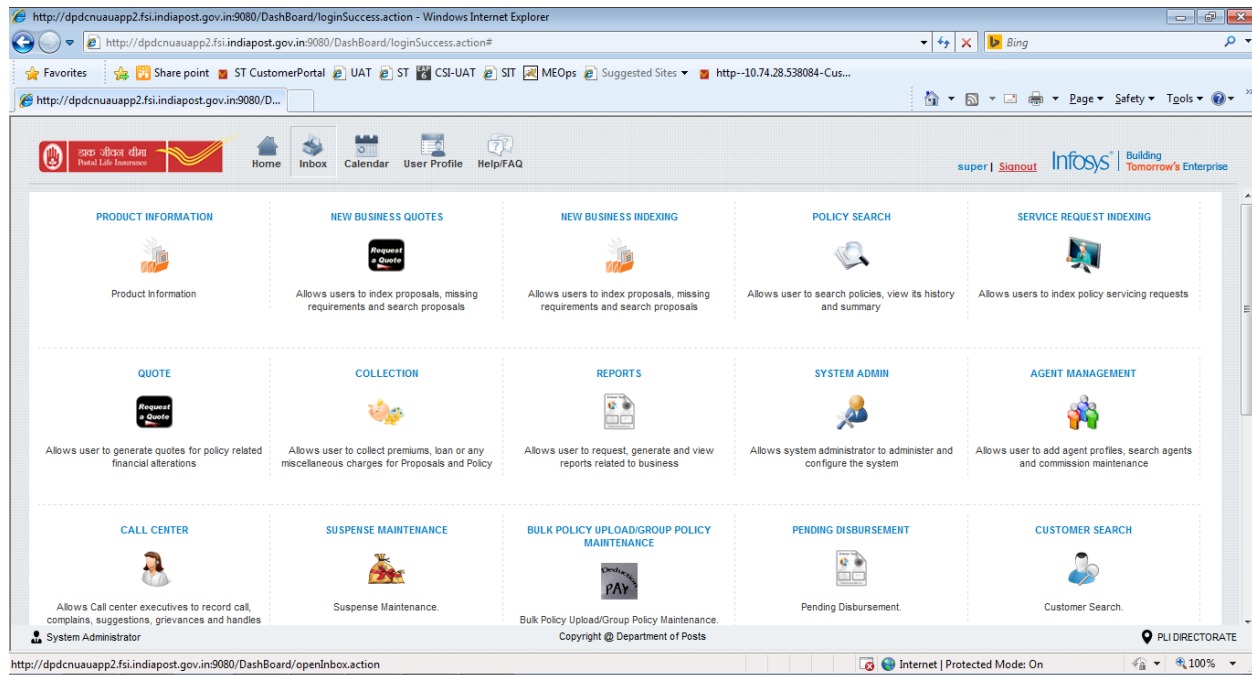 http://dpdcnuauapp2.fsi.indiapost.gov.in:9080/DashBoard/loginSuccess.action - Windows Internet Explorer
http://dpdcnuauapp2.fsi.indiapost.gov.in:9080/DashBoard/loginSuccess.action#
Bing
Favorites Share point ST CustomerPortal UAT ST CSI-UAT SIT MEOps Suggested Sites http--10.74.28.538084-Cus...
http://dpdcnuauapp2.fsi.indiapost.gov.in:9080/D...
Page Safety Tools
डाक जीवन बीमा
Postal Life Insurance
Home Inbox Calendar User Profile Help/FAQ
super | Signout
Infosys | Building Tomorrow's Enterprise
PRODUCT INFORMATION
Product Information
NEW BUSINESS QUOTES
Request
a Quote
Allows users to index proposals, missing
requirements and search proposals
NEW BUSINESS INDEXING
Allows users to index proposals, missing
requirements and search proposals
POLICY SEARCH
Allows user to search policies, view its history
and summary
SERVICE REQUEST INDEXING
Allows users to index policy servicing requests
QUOTE
Request
a Quote
Allows user to generate quotes for policy related
financial alterations
COLLECTION
Allows user to collect premiums, loan or any
miscellaneous charges for Proposals and Policy
REPORTS
Allows user to request, generate and view
reports related to business
SYSTEM ADMIN
Allows system administrator to administer and
configure the system
AGENT MANAGEMENT
Allows user to add agent profiles, search agents
and commission maintenance
CALL CENTER
Allows Call center executives to record call,
complains, suggestions, grievances and handles
SUSPENSE MAINTENANCE
Suspense Maintenance.
BULK POLICY UPLOAD/GROUP POLICY
MAINTENANCE
Deduction
PAY
Bulk Policy Upload/Group Policy Maintenance.
PENDING DISBURSEMENT
Pending Disbursement.
CUSTOMER SEARCH
Customer Search.
System Administrator
Copyright @ Department of Posts
PLI DIRECTORATE
http://dpdcnuauapp2.fsi.indiapost.gov.in:9080/DashBoard/openInbox.action
Internet | Protected Mode: On
100%